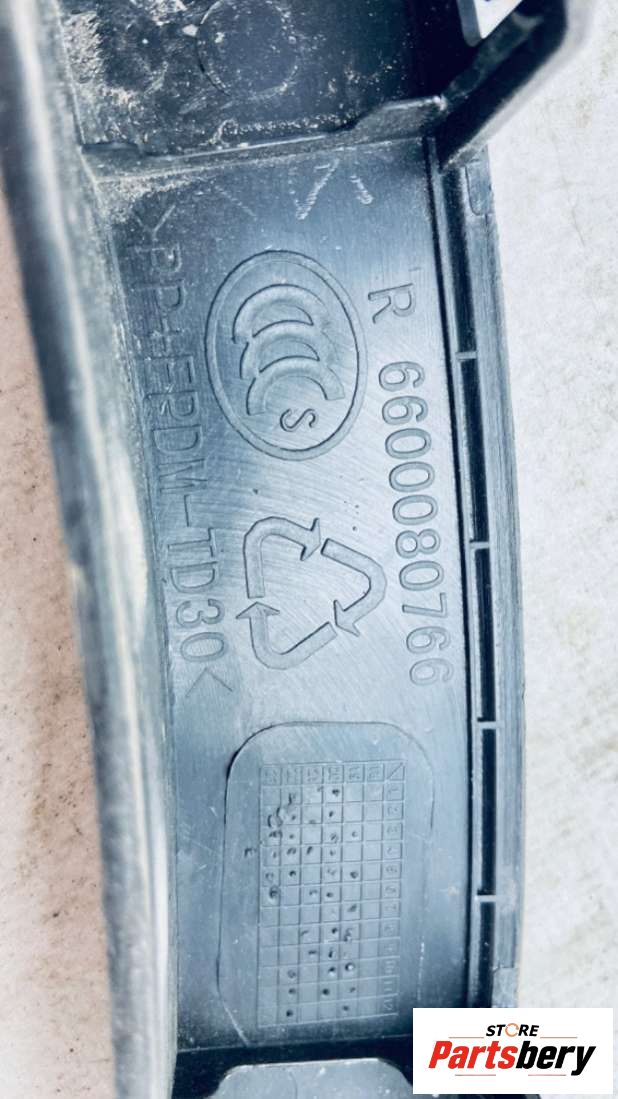 R 6600080766
CCC S
>PP+EPDM-TD30<
STORE
Partsbery